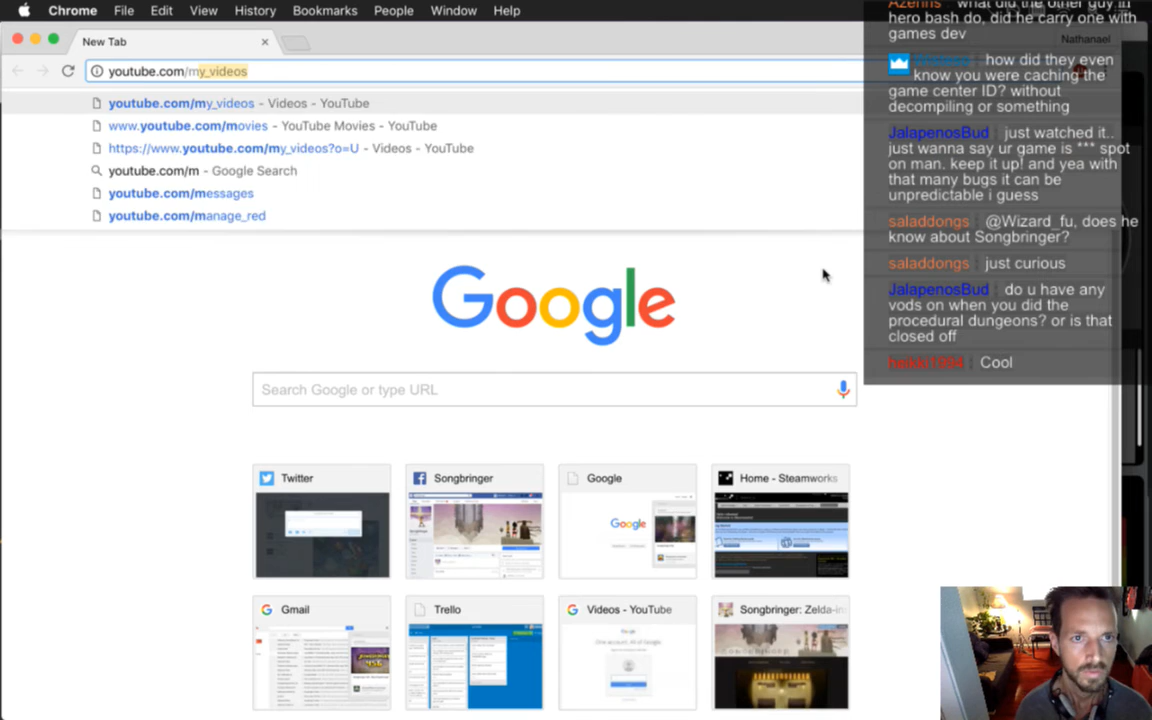 Chrome File Edit View History Bookmarks People Window Help
New Tab
Nathanael
youtube.com/my_videos
youtube.com/my_videos - Videos - YouTube
www.youtube.com/movies - YouTube Movies - YouTube
https://www.youtube.com/my_videos?o=U - Videos - YouTube
youtube.com/m - Google Search
youtube.com/messages
youtube.com/manage_red
Azerins what did the other guy in
hero bash do, did he carry one with
games dev
how did they even
know you were caching the
game center ID? without
decompiling or something
JalapenosBud : just watched it..
just wanna say ur game is *** spot
on man. keep it up! and yea with
that many bugs it can be
unpredictable i guess
saladdongs : @Wizard_fu, does he
know about Songbringer?
saladdongs : just curious
JalapenosBud : do u have any
vods on when you did the
procedural dungeons? or is that
closed off
heikki1994 : Cool
Google
Search Google or type URL
Twitter
Songbringer
Google
Home - Steamworks
Gmail
Trello
Videos - YouTube
Songbringer: Zelda-in